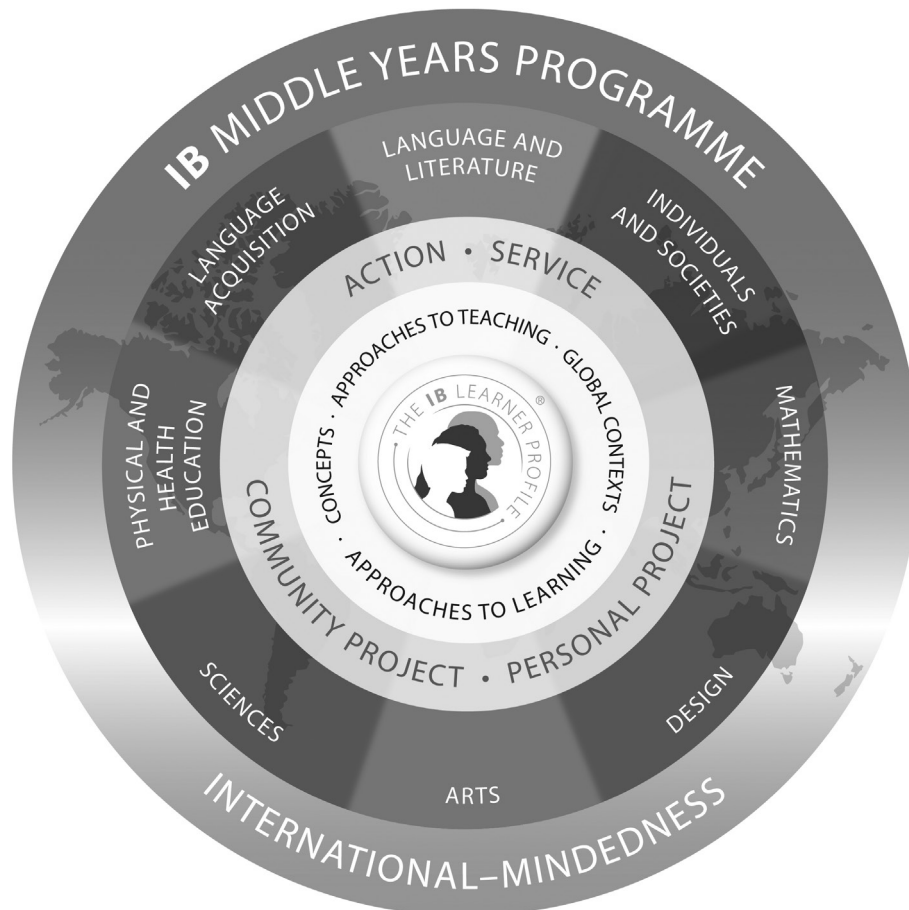 IB MIDDLE YEARS PROGRAMME
LANGUAGE AND
LITERATURE
INDIVIDUALS
AND SOCIETIES
MATHEMATICS
DESIGN
ARTS
SCIENCES
PHYSICAL AND
HEALTH
EDUCATION
LANGUAGE
ACQUISITION
ACTION • SERVICE
PERSONAL PROJECT
• COMMUNITY PROJECT
APPROACHES TO TEACHING · GLOBAL CONTEXTS ·
APPROACHES TO LEARNING · CONCEPTS ·
· THE IB LEARNER PROFILE ·
®
INTERNATIONAL–MINDEDNESS